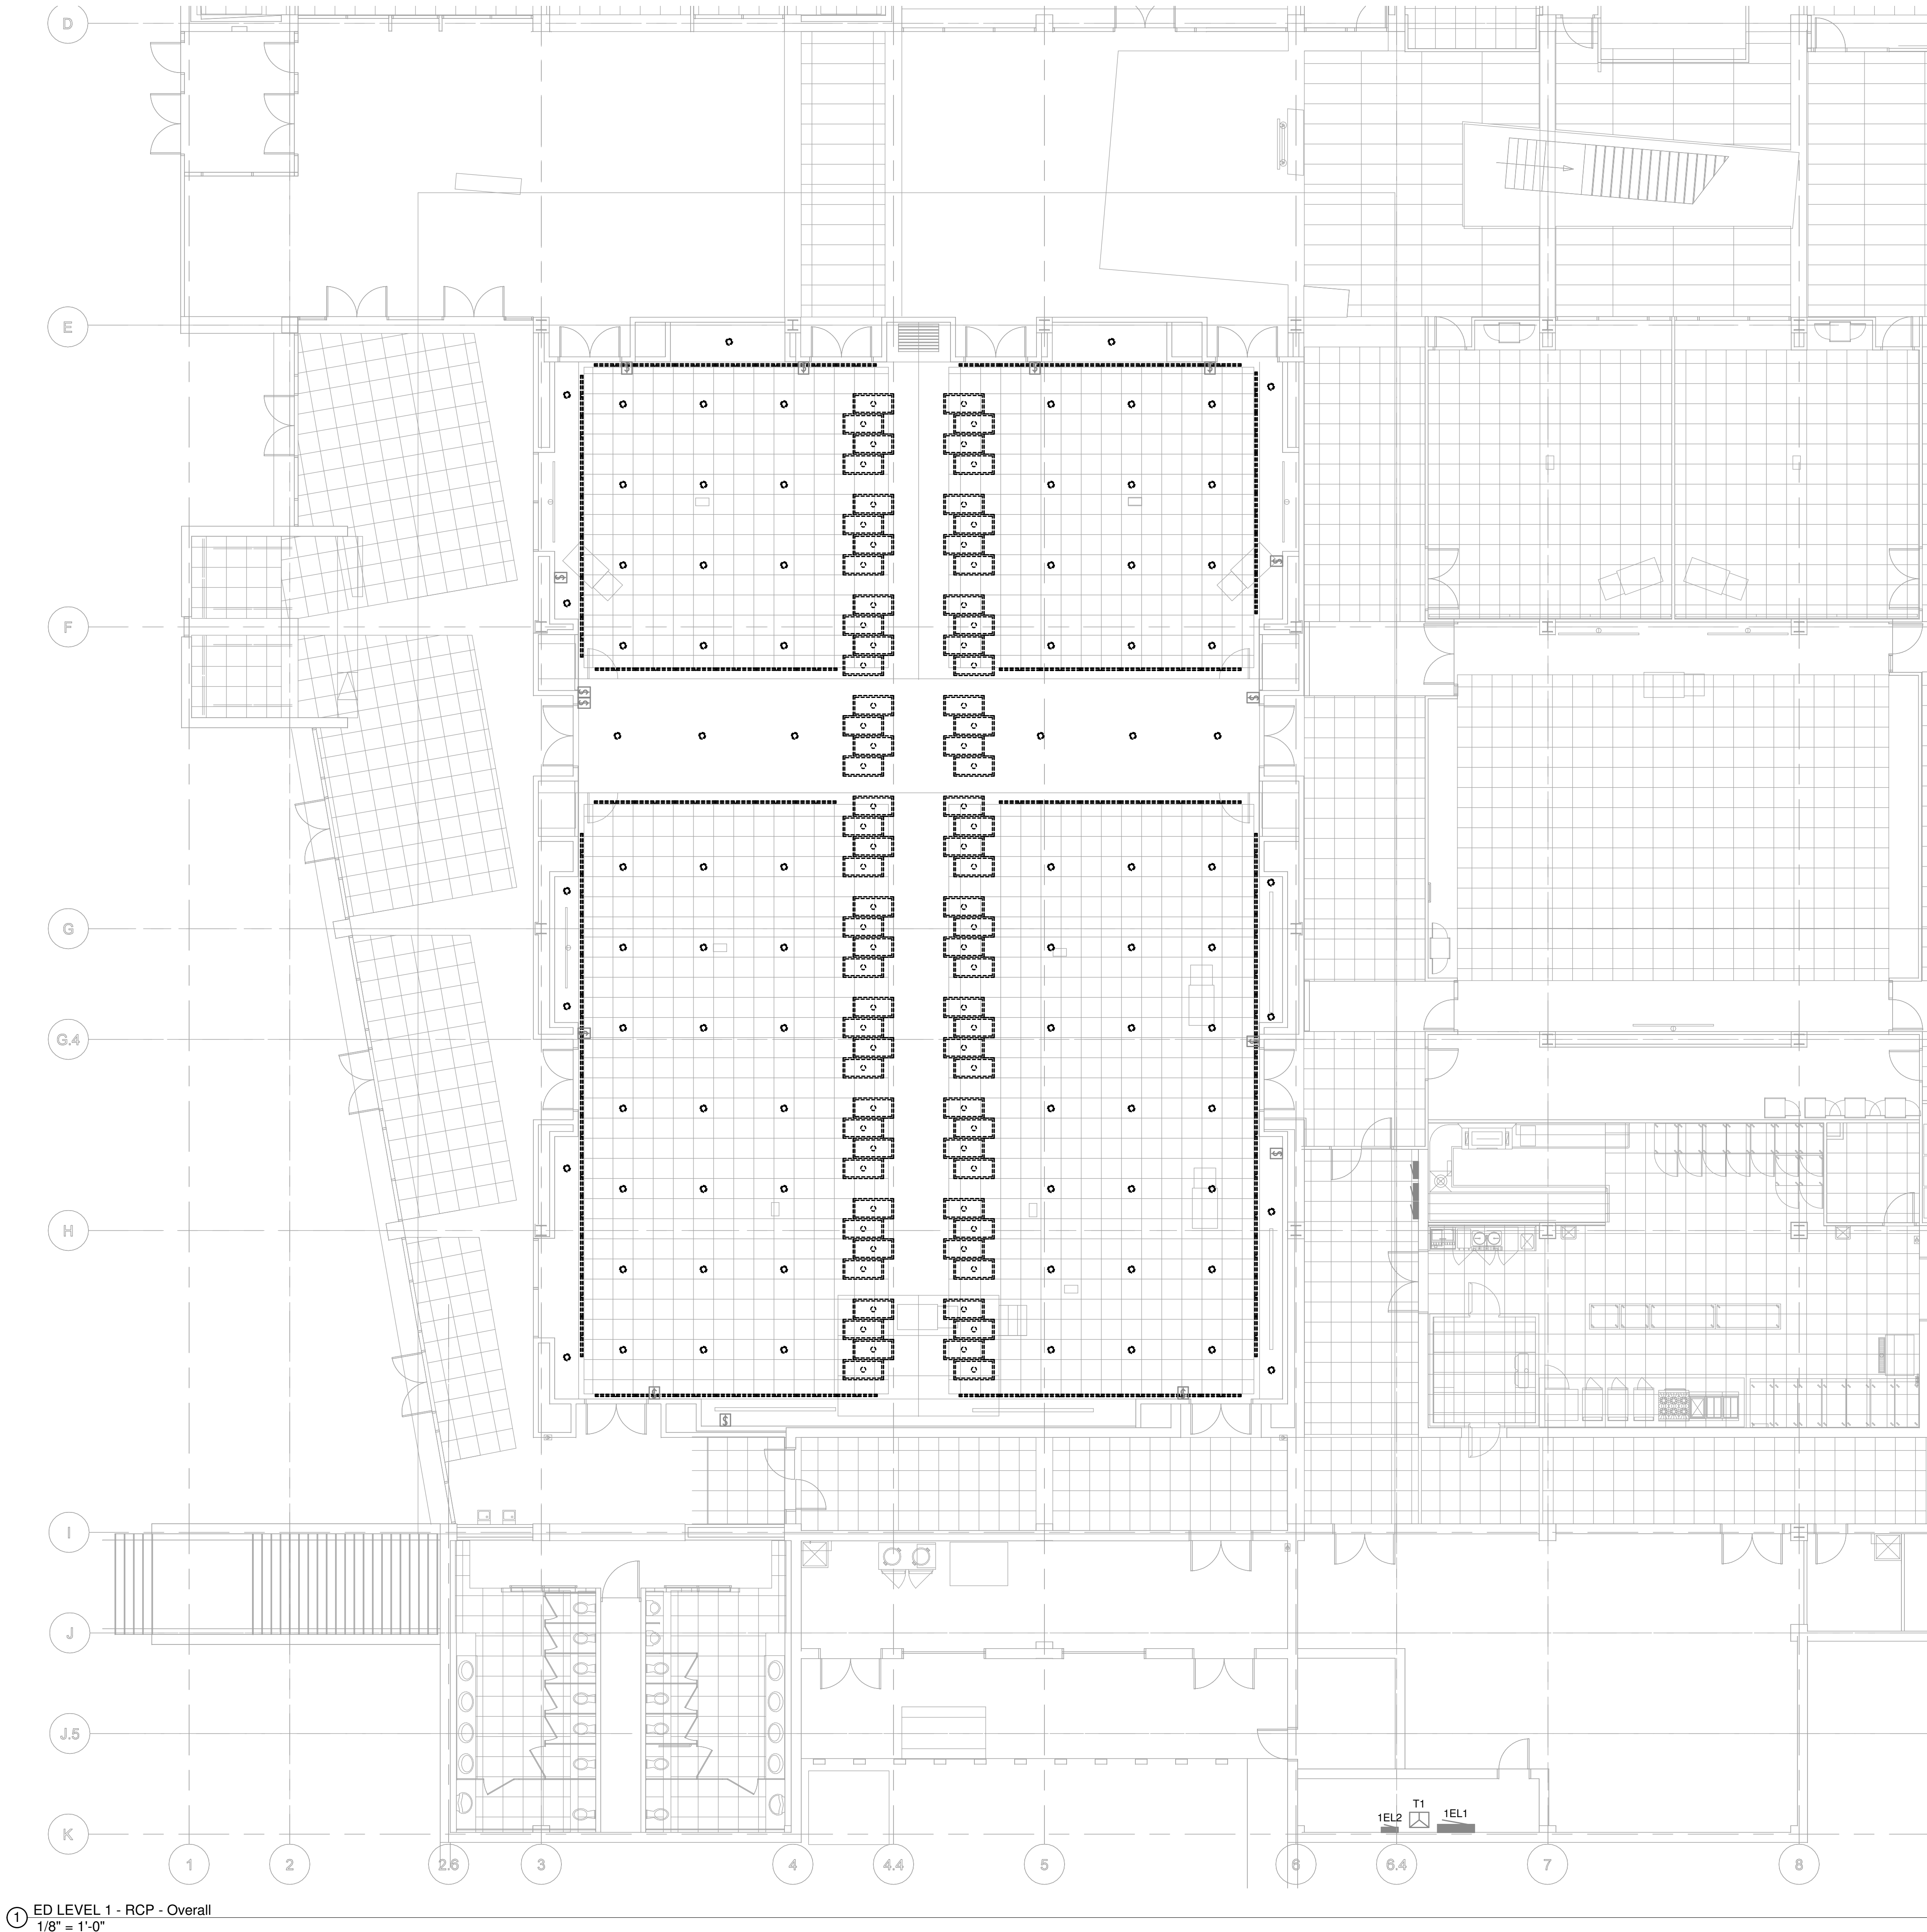 D
E
F
G
G.4
H
I
J
J.5
K
1EL2
T1
1EL1
1
2
2.6
3
4
4.4
5
6
6.4
7
8
1
ED LEVEL 1 - RCP - Overall
1/8" = 1'-0"